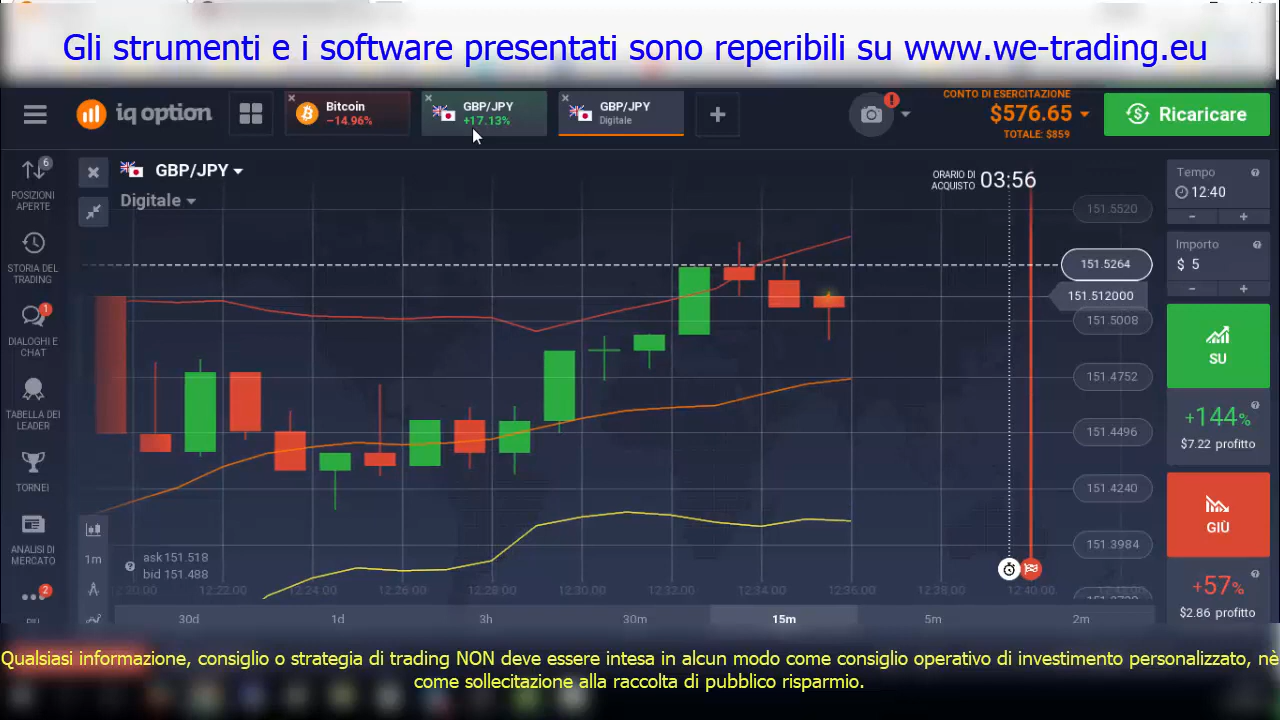 Gli strumenti e i software presentati sono reperibili su www.we-trading.eu
iq option
Bitcoin
−14.96%
GBP/JPY
+17.13%
GBP/JPY
Digitale
CONTO DI ESERCITAZIONE
$576.65
TOTALE: $859
Ricaricare
6
POSIZIONI
APERTE
STORIA DEL
TRADING
1
DIALOGHI E
CHAT
TABELLA DEI
LEADER
TORNEI
ANALISI DI
MERCATO
2
GBP/JPY
Digitale
ORARIO DI
ACQUISTO 03:56
151.5520
151.5264
151.512000
151.5008
151.4752
151.4496
151.4240
151.3984
1m
ask 151.518
bid 151.488
12:22:00
12:24:00
12:26:00
12:28:00
12:30:00
12:32:00
12:34:00
12:36:00
12:38:00
12:40:00
30d
1d
3h
30m
15m
5m
2m
Tempo
12:40
Importo
$ 5
SU
+144%
$7.22 profitto
GIÙ
+57%
$2.86 profitto
Qualsiasi informazione, consiglio o strategia di trading NON deve essere intesa in alcun modo come consiglio operativo di investimento personalizzato, nè
come sollecitazione alla raccolta di pubblico risparmio.